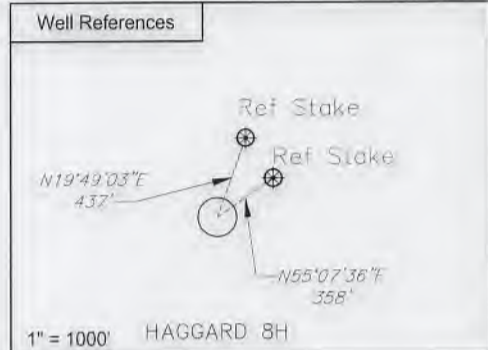 Well References
Ref Stake
Ref Stake
N19°49'03"E
437'
N55°07'36"E
358'
1" = 1000'
HAGGARD 8H